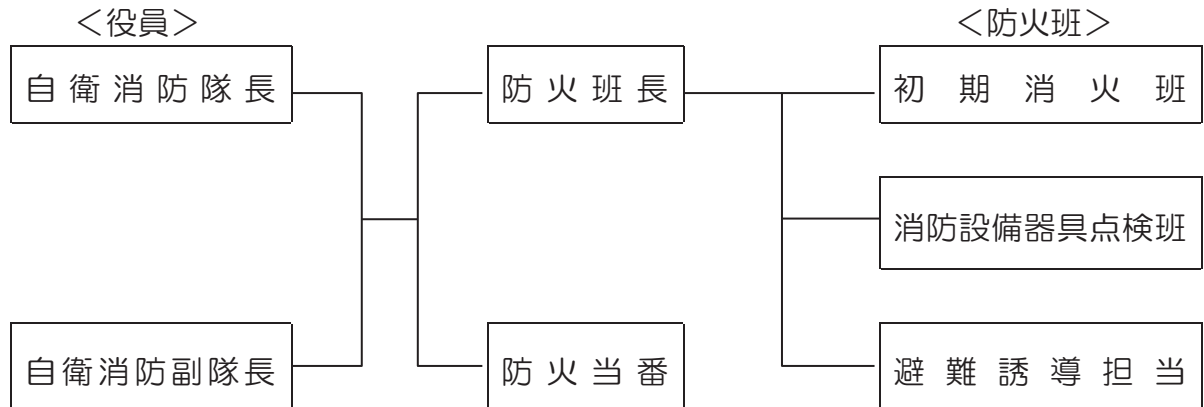 <役員>
<防火班>
自衛消防隊長
防火班長
初期消火班
消防設備器具点検班
自衛消防副隊長
防火当番
避難誘導担当